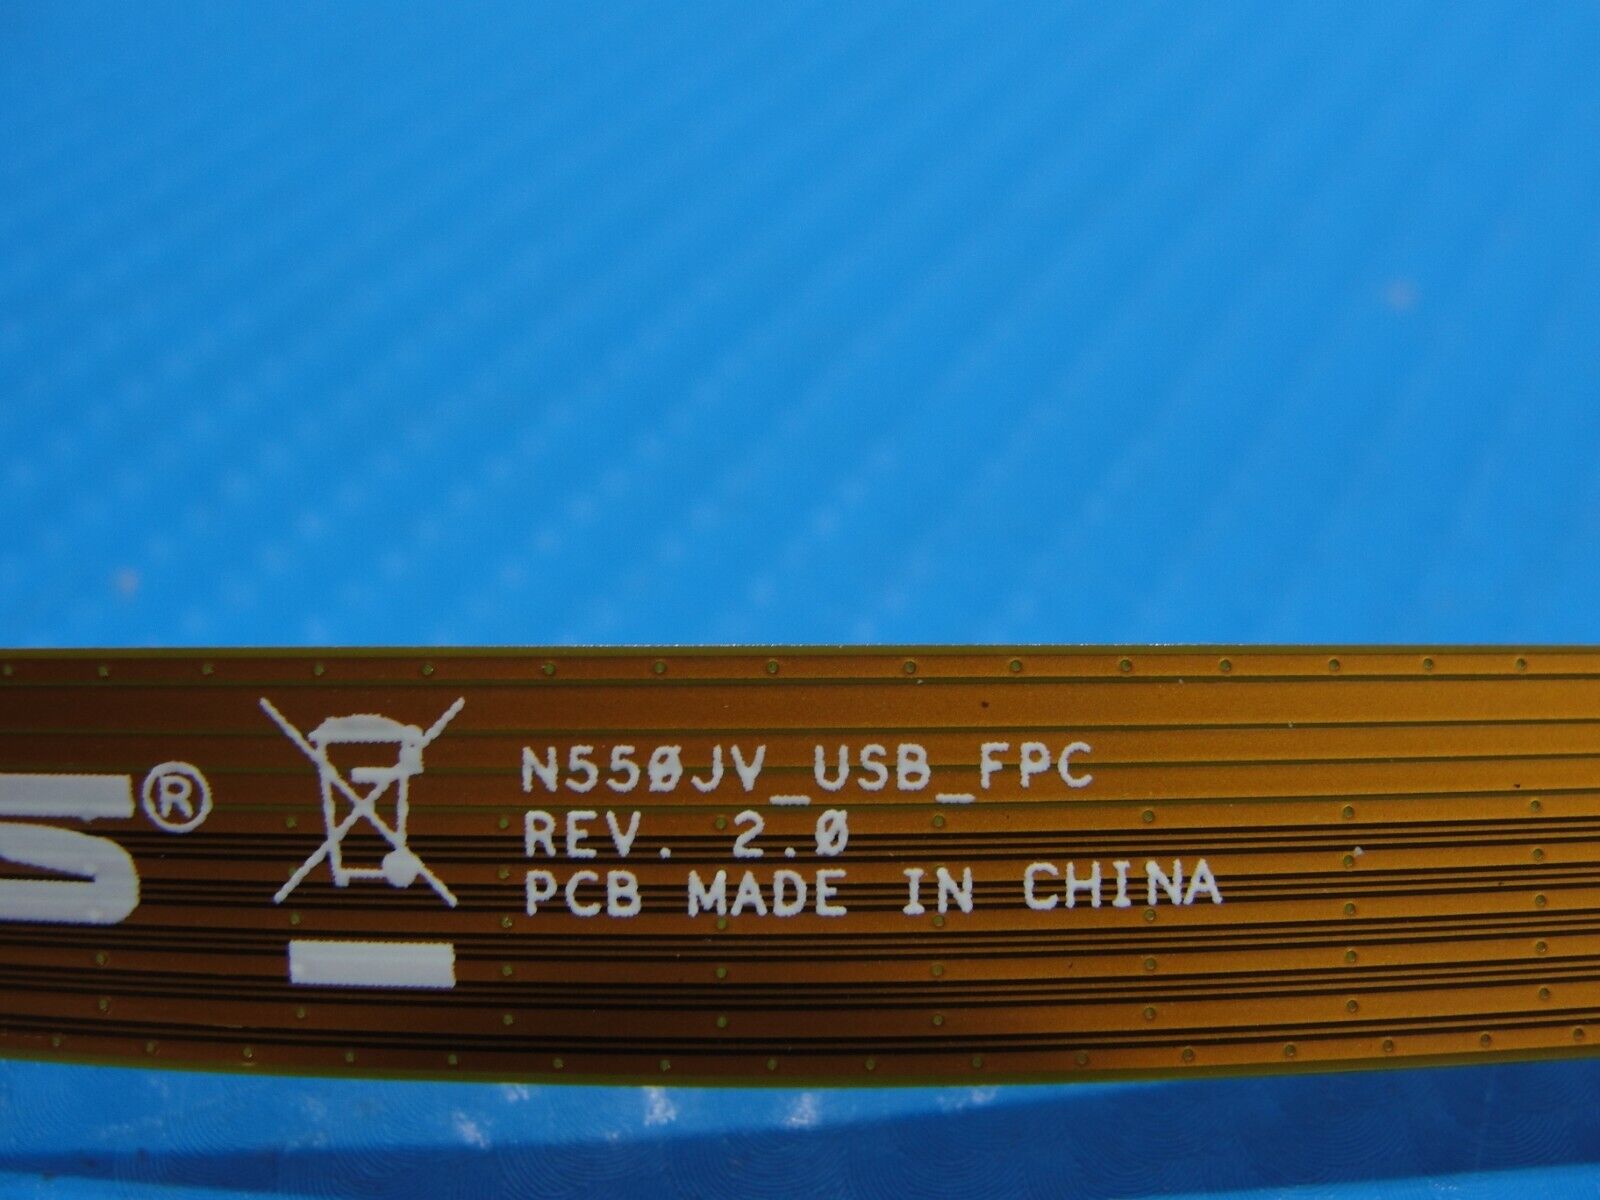 S®
N550JV_USB_FPC
REV. 2.0
PCB MADE IN CHINA